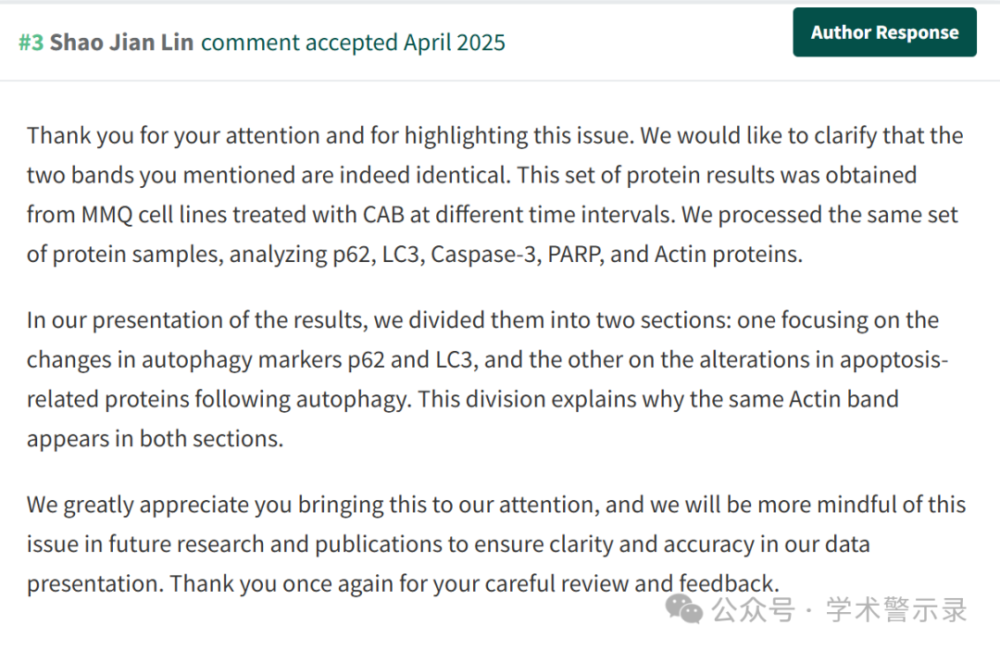 #3 Shao Jian Lin comment accepted April 2025
Author Response
Thank you for your attention and for highlighting this issue. We would like to clarify that the
two bands you mentioned are indeed identical. This set of protein results was obtained
from MMQ cell lines treated with CAB at different time intervals. We processed the same set
of protein samples, analyzing p62, LC3, Caspase-3, PARP, and Actin proteins.
In our presentation of the results, we divided them into two sections: one focusing on the
changes in autophagy markers p62 and LC3, and the other on the alterations in apoptosis-
related proteins following autophagy. This division explains why the same Actin band
appears in both sections.
We greatly appreciate you bringing this to our attention, and we will be more mindful of this
issue in future research and publications to ensure clarity and accuracy in our data
presentation. Thank you once again for your careful review and feedback.
公众号 · 学术警示录